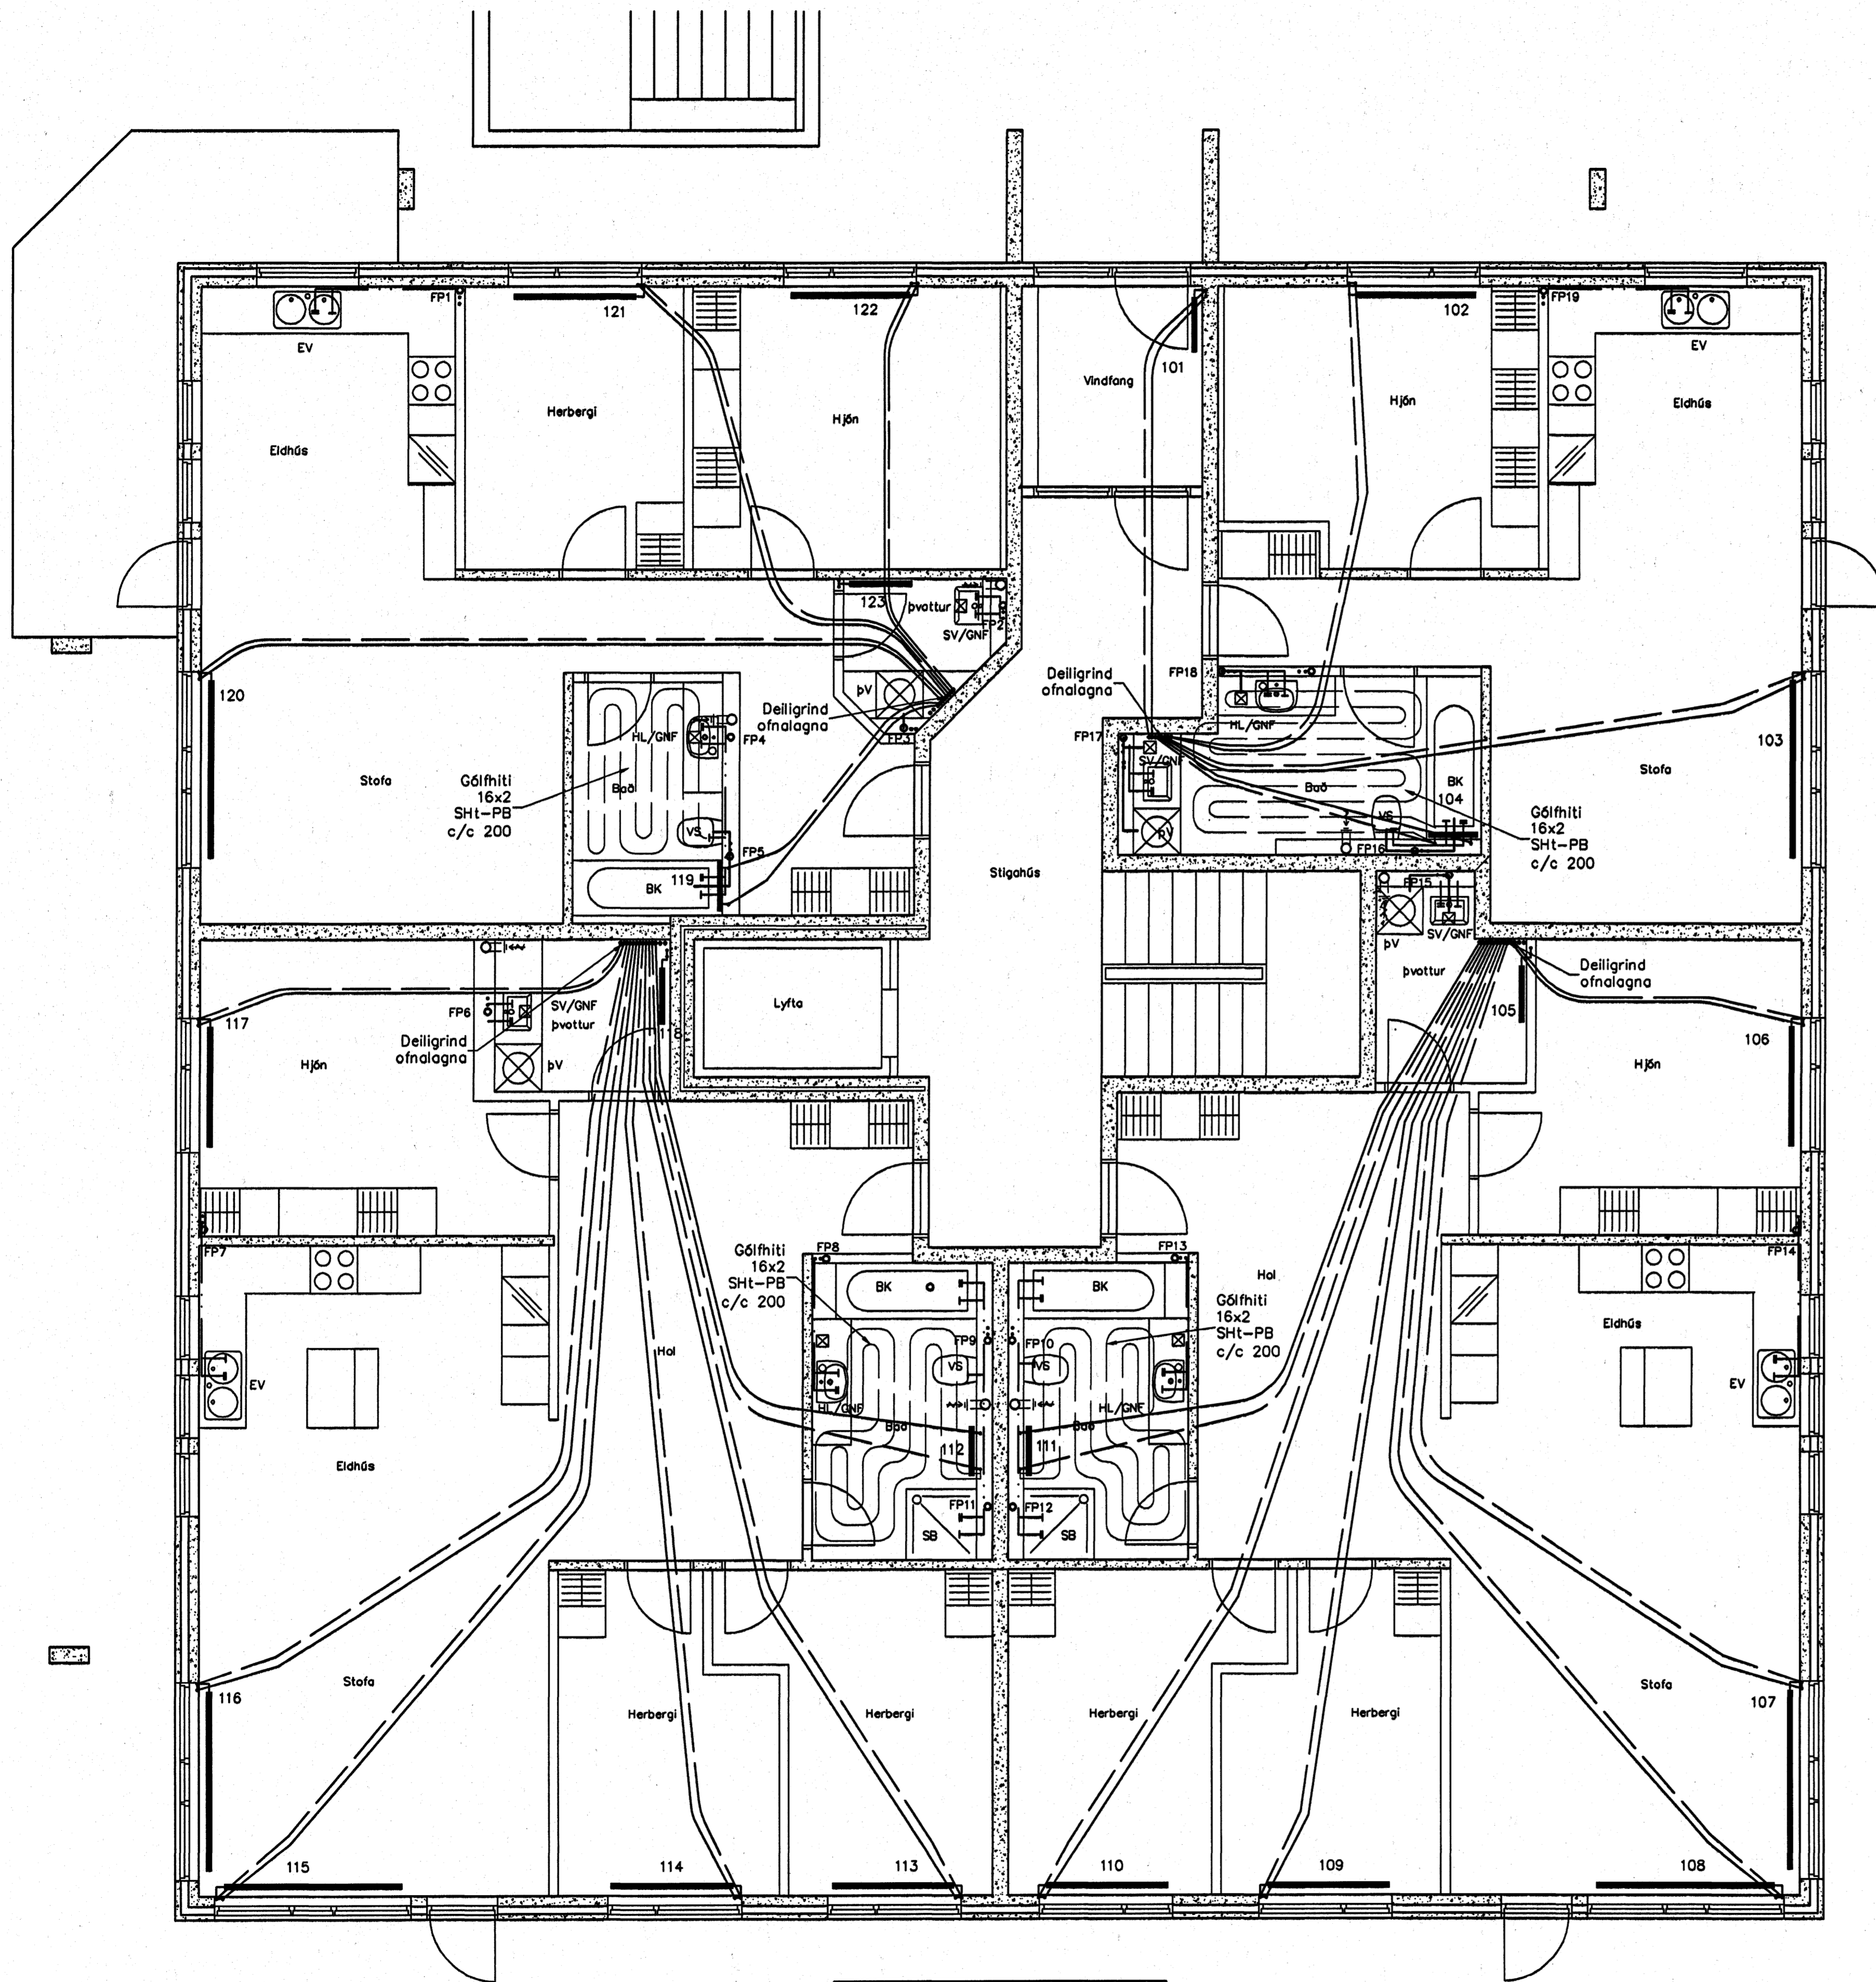 FP1
121
122
101
102
FP19
EV
EV
Vindfang
Herbergi
Hjón
Hjón
Eldhús
Eldhús
123
þvottur
FP2
SV/GNF
120
þV
Deiligrind
ofnalagna
FP3
HL/GNF
FP4
Stofa
Gólfhiti
16x2
SHt-PB
c/c 200
Bað
VS
FP5
119
BK
Deiligrind
ofnalagna
FP18
HL/GNF
FP17
SV/GNF
þV
Bað
BK
104
VS
FP16
103
Stofa
Gólfhiti
16x2
SHt-PB
c/c 200
Stigahús
FP15
þV
SV/GNF
þvottur
Deiligrind
ofnalagna
105
106
Hjón
Lyfta
117
FP6
SV/GNF
þvottur
118
Deiligrind
ofnalagna
þV
Hjón
FP7
FP8
Gólfhiti
16x2
SHt-PB
c/c 200
BK
FP13
BK
Hol
Gólfhiti
16x2
SHt-PB
c/c 200
FP14
Eldhús
EV
Hol
FP9
VS
FP10
VS
EV
HL/GNF
Bað
112
HL/GNF
Bað
111
Eldhús
FP11
SB
FP12
SB
116
Stofa
Herbergi
Herbergi
Herbergi
Herbergi
Stofa
107
115
114
113
110
109
108